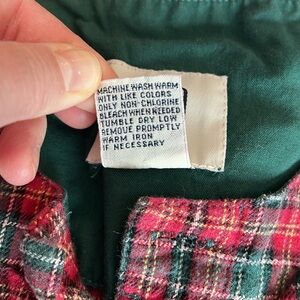 MACHINE WASH WARM
WITH LIKE COLORS
ONLY NON-CHLORINE
BLEACH WHEN NEEDED
TUMBLE DRY LOW
REMOVE PROMPTLY
WARM IRON
IF NECESSARY